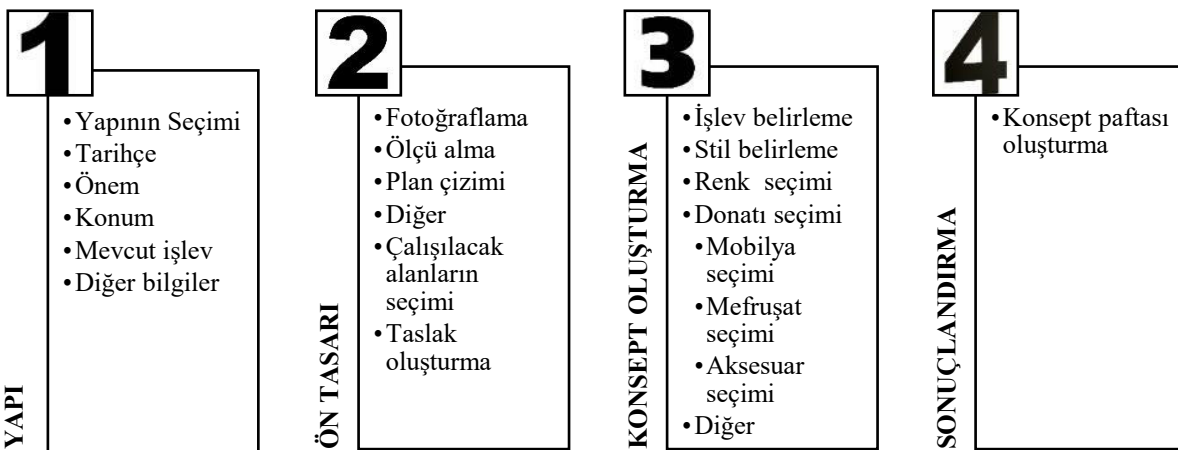 1
YAPI
•Yapının Seçimi
•Tarihçe
•Önem
•Konum
•Mevcut işlev
•Diğer bilgiler
2
ÖN TASARI
•Fotoğraflama
•Ölçü alma
•Plan çizimi
•Diğer
•Çalışılacak
alanların
seçimi
•Taslak
oluşturma
3
KONSEPT OLUŞTURMA
•İşlev belirleme
•Stil belirleme
•Renk seçimi
•Donatı seçimi
•Mobilya
seçimi
•Mefruşat
seçimi
•Aksesuar
seçimi
•Diğer
4
SONUÇLANDIRMA
•Konsept paftası
oluşturma